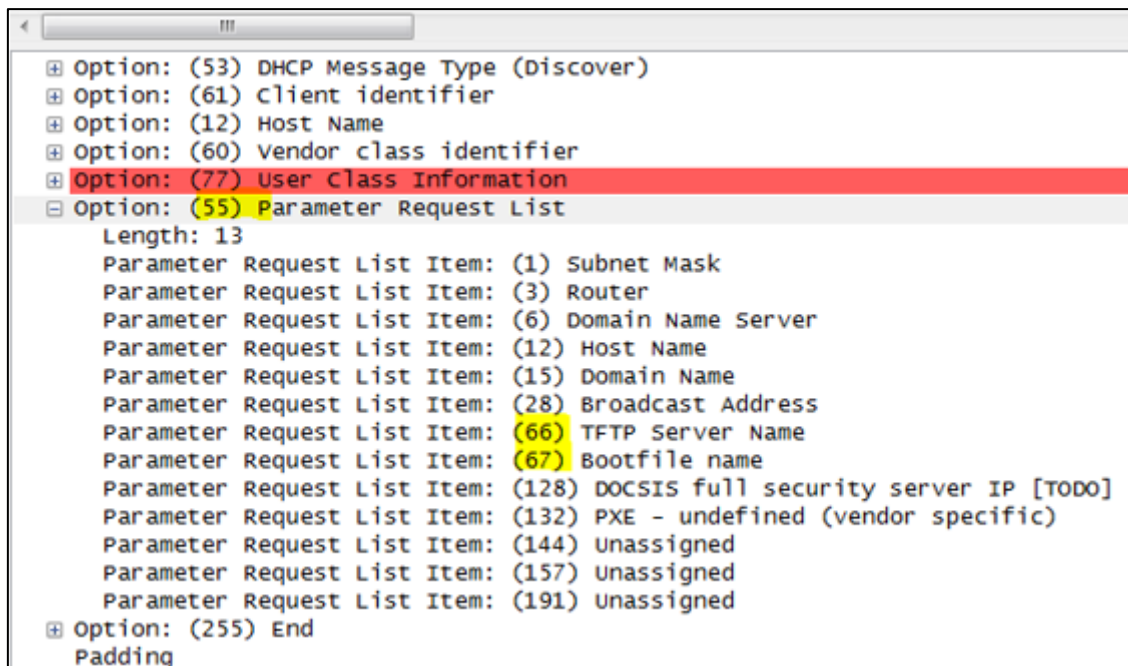 Option: (53) DHCP Message Type (Discover)
Option: (61) Client identifier
Option: (12) Host Name
Option: (60) Vendor class identifier
Option: (77) User Class Information
Option: (55) Parameter Request List
Length: 13
Parameter Request List Item: (1) Subnet Mask
Parameter Request List Item: (3) Router
Parameter Request List Item: (6) Domain Name Server
Parameter Request List Item: (12) Host Name
Parameter Request List Item: (15) Domain Name
Parameter Request List Item: (28) Broadcast Address
Parameter Request List Item: (66) TFTP Server Name
Parameter Request List Item: (67) Bootfile name
Parameter Request List Item: (128) DOCSIS full security server IP [TODO]
Parameter Request List Item: (132) PXE - undefined (vendor specific)
Parameter Request List Item: (144) Unassigned
Parameter Request List Item: (157) Unassigned
Parameter Request List Item: (191) Unassigned
Option: (255) End
Padding